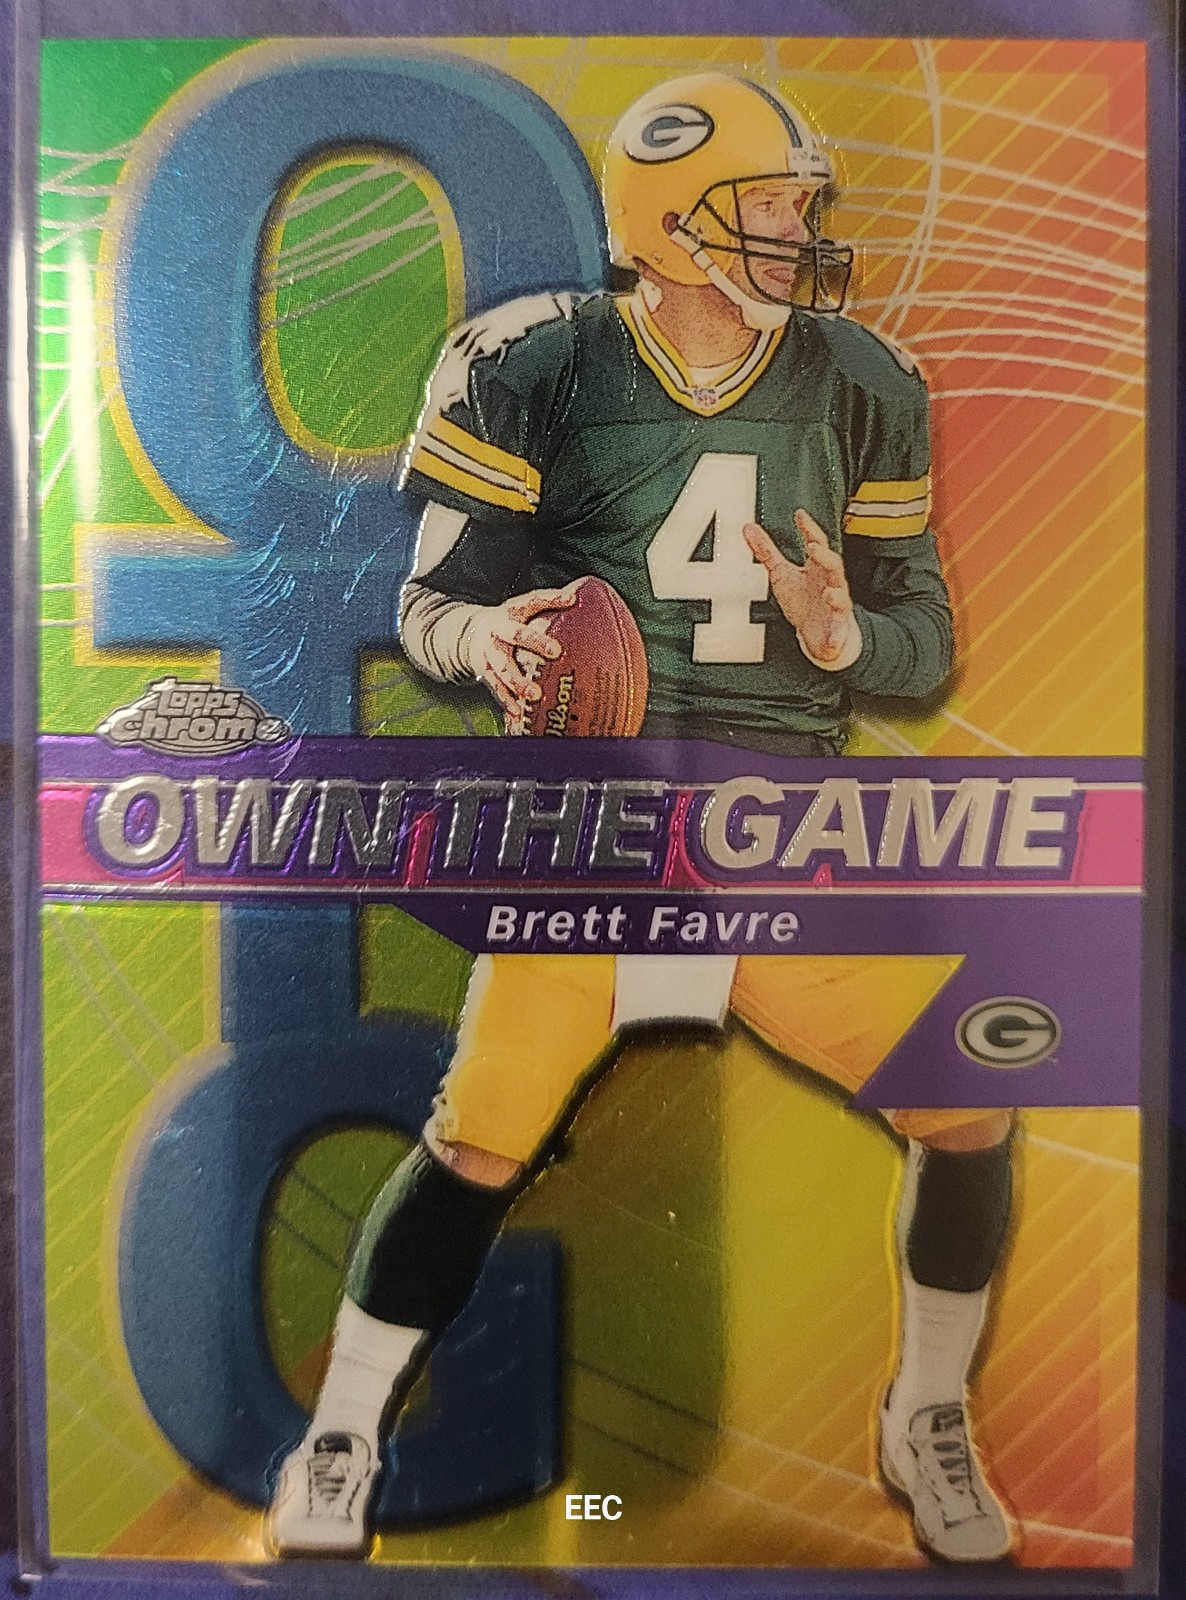 G
4
Wilson
Topps
Chrome
OWN THE GAME
Brett Favre
G
EEC